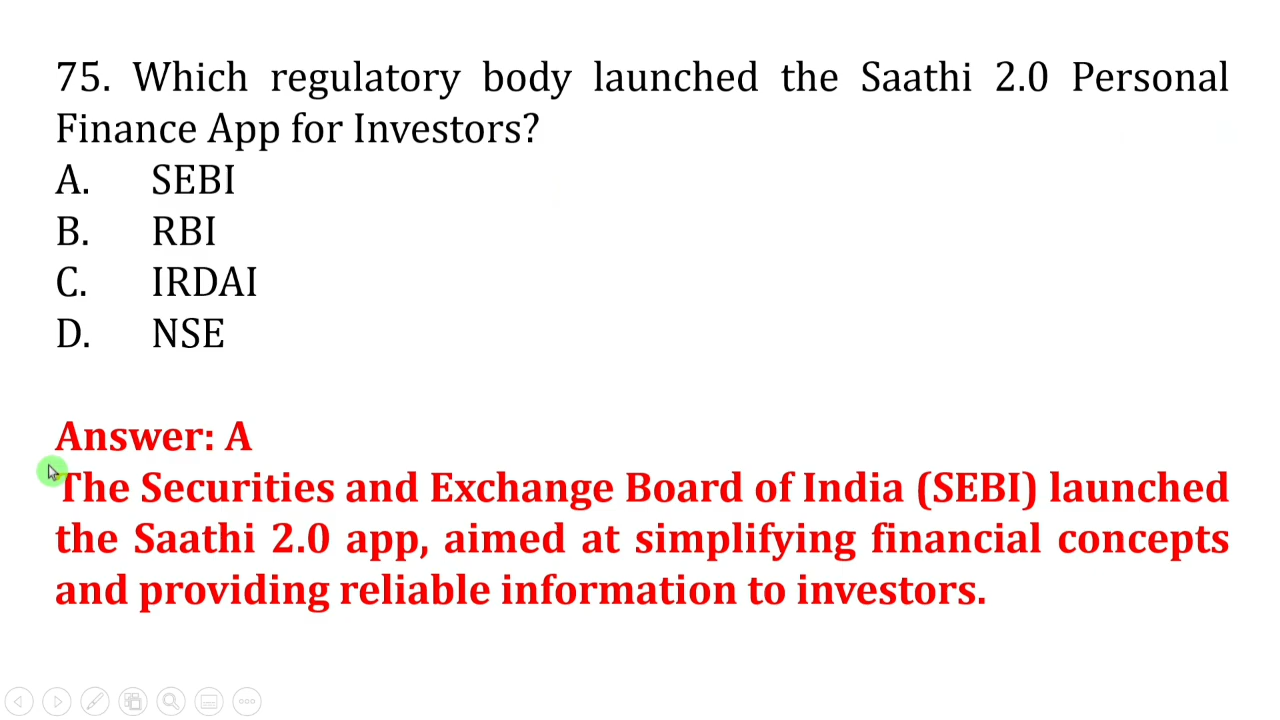 75. Which regulatory body launched the Saathi 2.0 Personal
Finance App for Investors?
A. SEBI
B. RBI
C. IRDAI
D. NSE
Answer: A
The Securities and Exchange Board of India (SEBI) launched
the Saathi 2.0 app, aimed at simplifying financial concepts
and providing reliable information to investors.